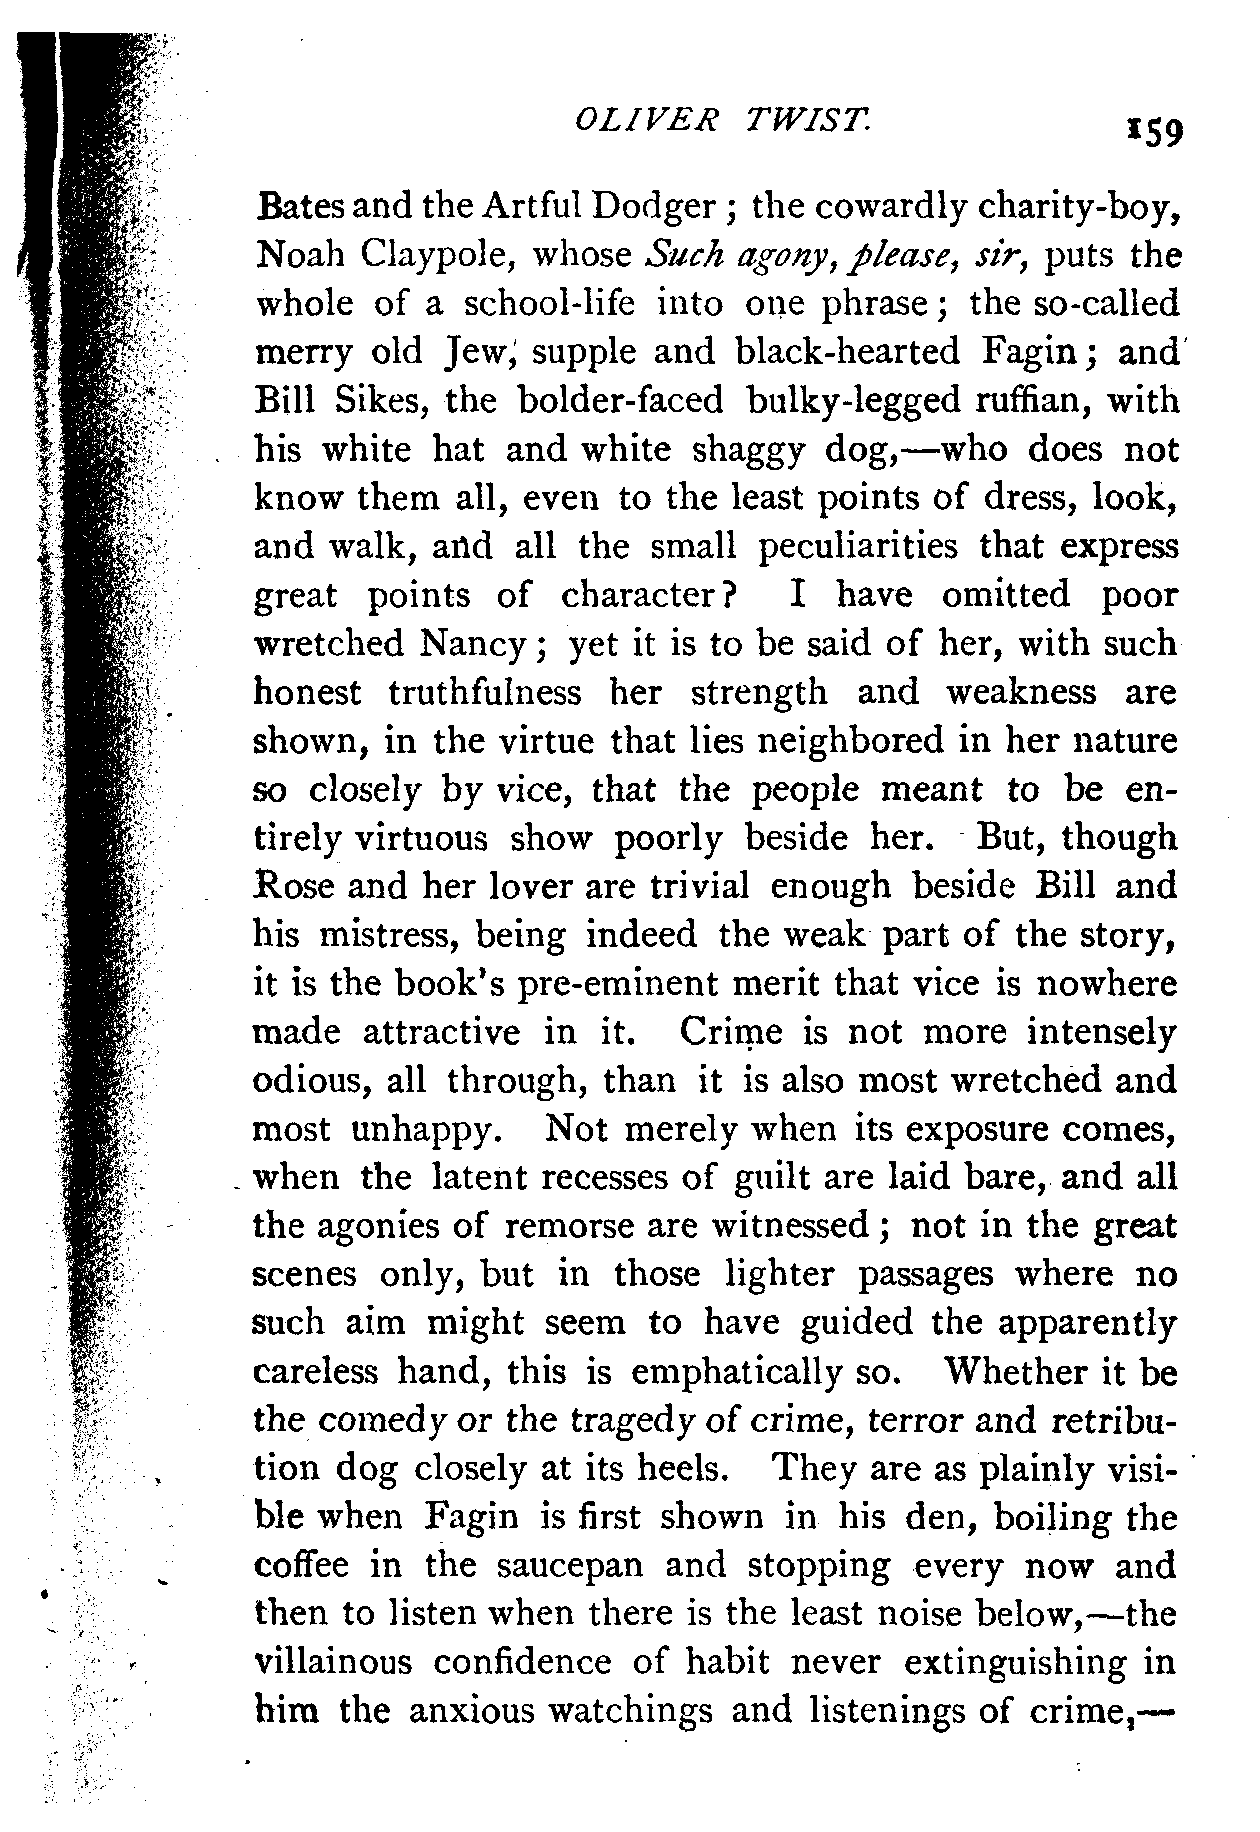 OLIVER TWIST. 159
Bates and the Artful Dodger ; the cowardly charity-boy,
Noah Claypole, whose Such agony, please, sir, puts the
whole of a school-life into one phrase ; the so-called
merry old Jew, supple and black-hearted Fagin ; and
Bill Sikes, the bolder-faced bulky-legged ruffian, with
his white hat and white shaggy dog,—who does not
know them all, even to the least points of dress, look,
and walk, and all the small peculiarities that express
great points of character ? I have omitted poor
wretched Nancy ; yet it is to be said of her, with such
honest truthfulness her strength and weakness are
shown, in the virtue that lies neighbored in her nature
so closely by vice, that the people meant to be en-
tirely virtuous show poorly beside her. But, though
Rose and her lover are trivial enough beside Bill and
his mistress, being indeed the weak part of the story,
it is the book's pre-eminent merit that vice is nowhere
made attractive in it. Crime is not more intensely
odious, all through, than it is also most wretched and
most unhappy. Not merely when its exposure comes,
when the latent recesses of guilt are laid bare, and all
the agonies of remorse are witnessed ; not in the great
scenes only, but in those lighter passages where no
such aim might seem to have guided the apparently
careless hand, this is emphatically so. Whether it be
the comedy or the tragedy of crime, terror and retribu-
tion dog closely at its heels. They are as plainly visi-
ble when Fagin is first shown in his den, boiling the
coffee in the saucepan and stopping every now and
then to listen when there is the least noise below,—the
villainous confidence of habit never extinguishing in
him the anxious watchings and listenings of crime,—